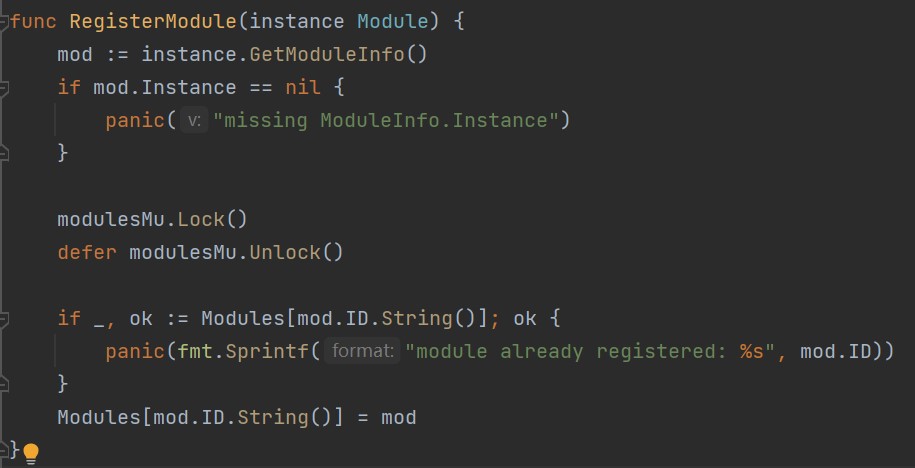 func RegisterModule(instance Module) {
    mod := instance.GetModuleInfo()
    if mod.Instance == nil {
        panic( v: "missing ModuleInfo.Instance")
    }

    modulesMu.Lock()
    defer modulesMu.Unlock()

    if _, ok := Modules[mod.ID.String()]; ok {
        panic(fmt.Sprintf( format: "module already registered: %s", mod.ID))
    }
    Modules[mod.ID.String()] = mod
}